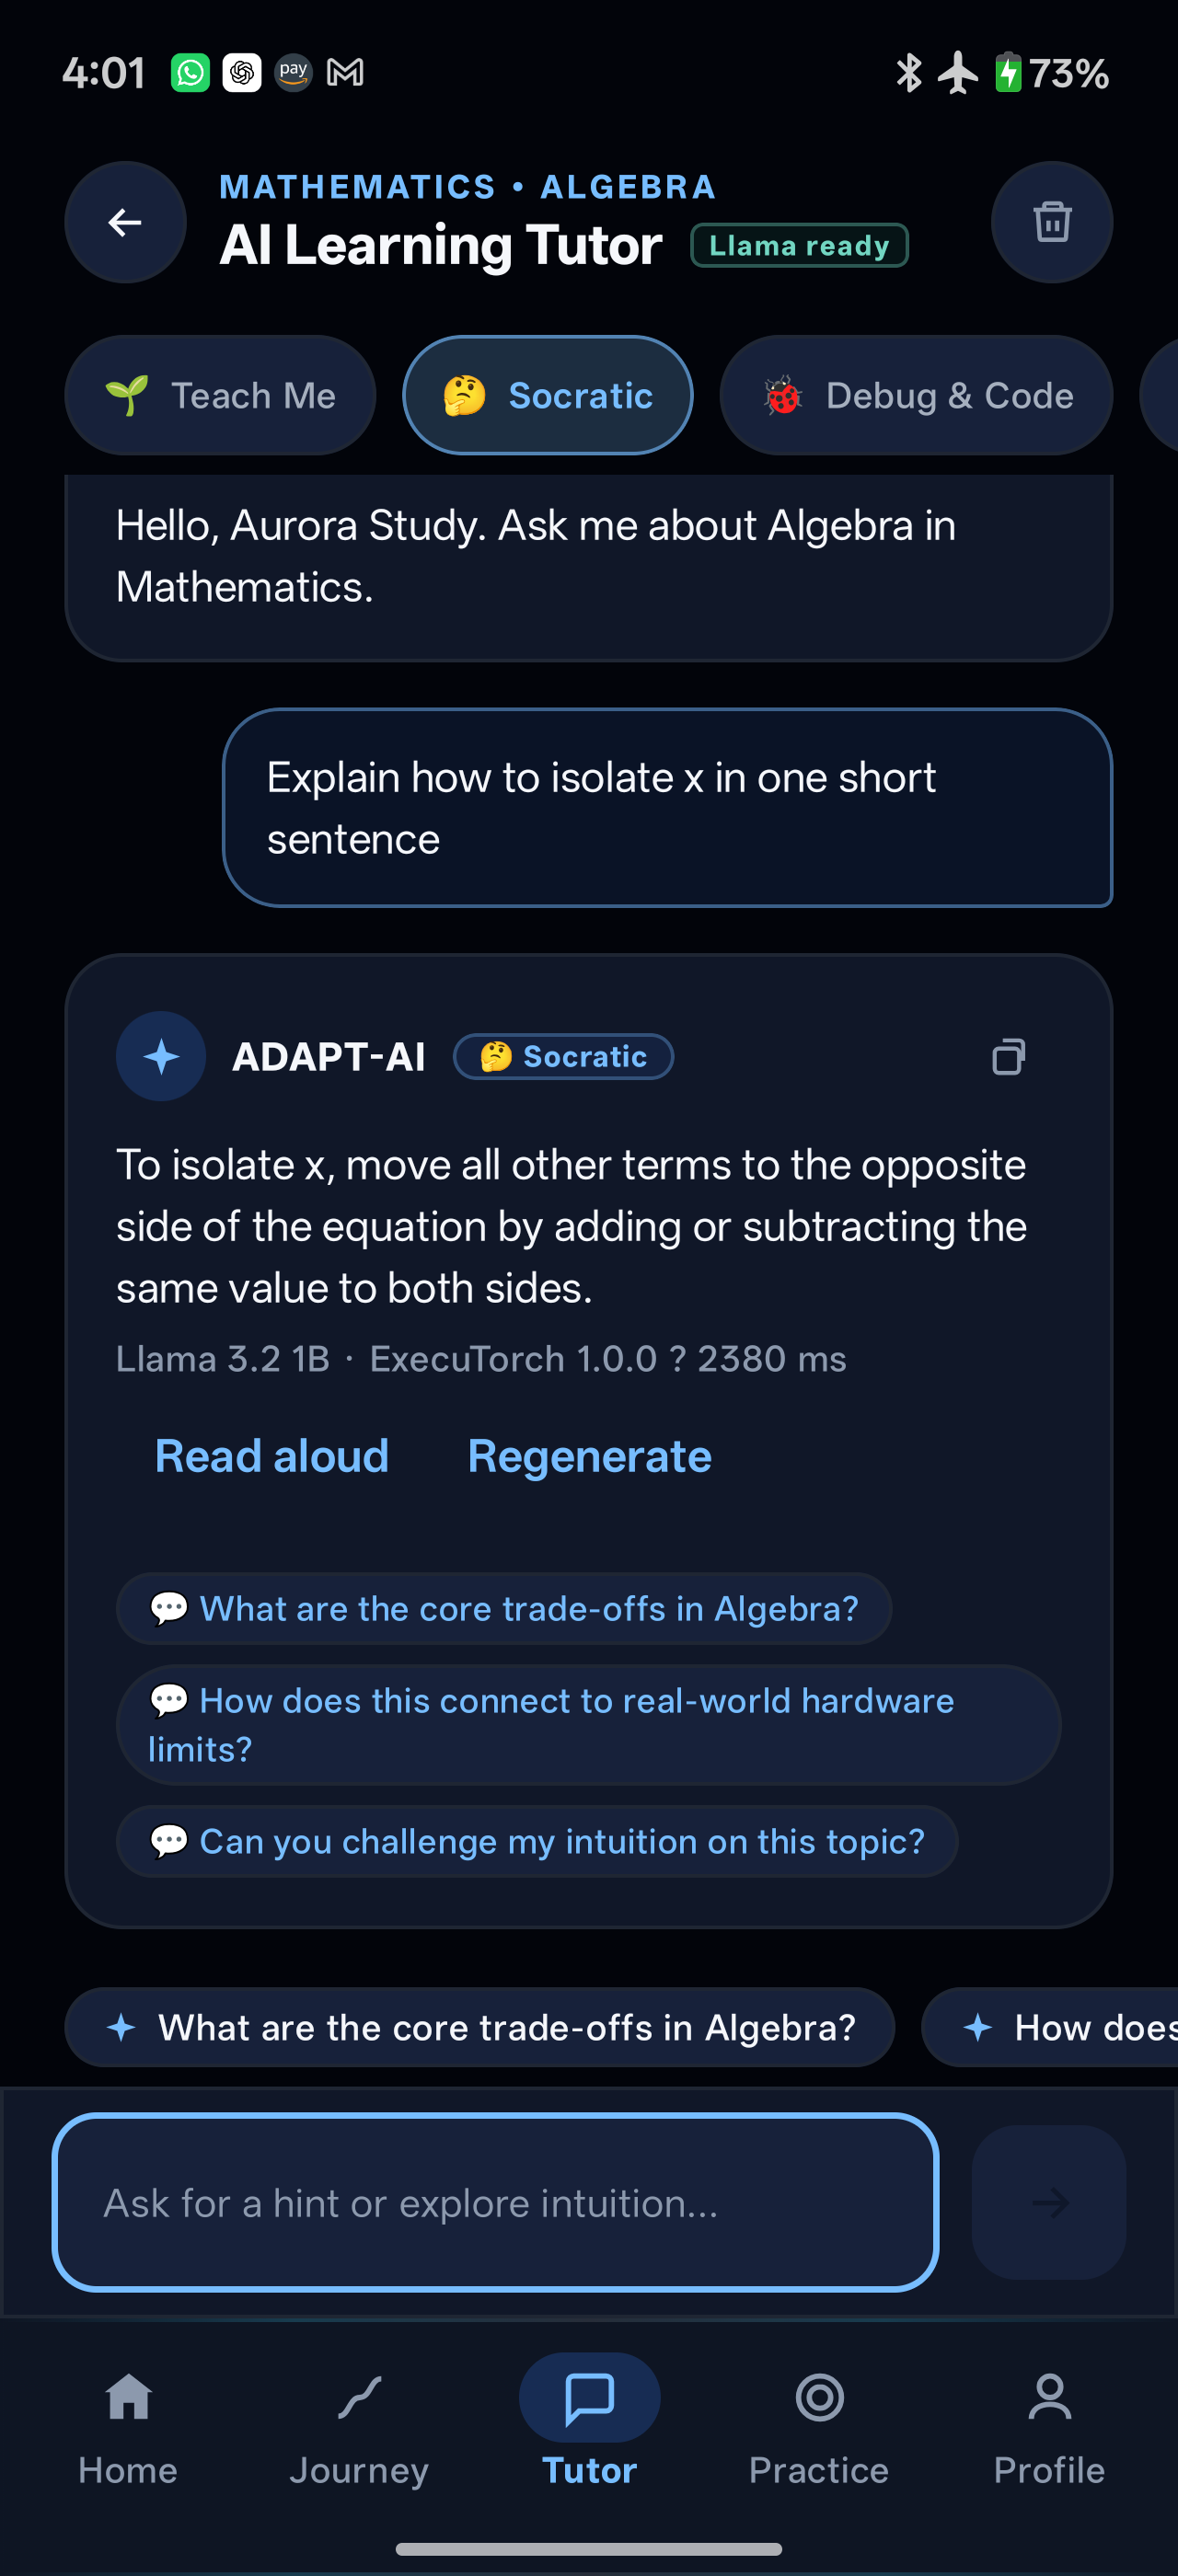 4:01 pay 73%
MATHEMATICS • ALGEBRA
AI Learning Tutor Llama ready
🌱 Teach Me 🤔 Socratic 🐞 Debug & Code
Hello, Aurora Study. Ask me about Algebra in
Mathematics.
Explain how to isolate x in one short
sentence
ADAPT-AI 🤔 Socratic
To isolate x, move all other terms to the opposite
side of the equation by adding or subtracting the
same value to both sides.
Llama 3.2 1B · ExecuTorch 1.0.0 ? 2380 ms
Read aloud Regenerate
💬 What are the core trade-offs in Algebra?
💬 How does this connect to real-world hardware
limits?
💬 Can you challenge my intuition on this topic?
What are the core trade-offs in Algebra? How does
Ask for a hint or explore intuition...
Home Journey Tutor Practice Profile